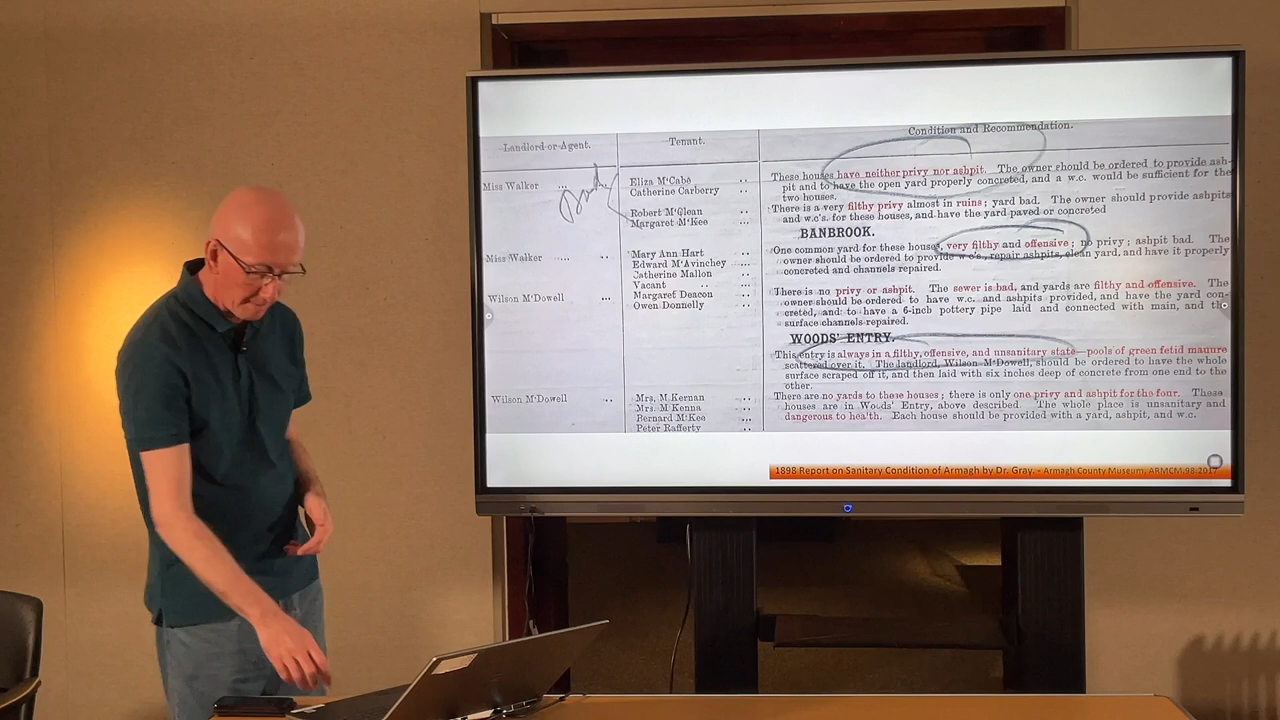 Landlord or Agent. Tenant. Condition and Recommendation.
Miss Walker ... Eliza M'Cabe .. These houses have neither privy nor ashpit. The owner should be ordered to provide ash-
Catherine Carborry .. pit and to have the open yard properly concreted, and a w.c. would be sufficient for the
two houses.
Robert M'Glean .. There is a very filthy privy almost in ruins; yard bad. The owner should provide ashpits
Margaret M'Kee ... and w.c's. for these houses, and have the yard paved or concreted
BANBROOK.
Miss Walker ... Mary Ann Hart .. One common yard for these houses, very filthy and offensive; no privy; ashpit bad. The
Edward M'Avinchey .. owner should be ordered to provide w c's., repair ashpits, clean yard, and have it properly
Catherine Mallon .. concreted and channels repaired.
Vacant .. ...
Wilson M'Dowell ... Margaret Deacon .. There is no privy or ashpit. The sewer is bad, and yards are filthy and offensive. The
Owen Donnelly .. owner should be ordered to have w.c. and ashpits provided, and have the yard con-
creted, and to have a 6-inch pottery pipe laid and connected with main, and the
surface channels repaired.
WOODS' ENTRY.
This entry is always in a filthy, offensive, and unsanitary state—pools of green fetid manure
scattered over it. The landlord, Wilson M'Dowell, should be ordered to have the whole
surface scraped off it, and then laid with six inches deep of concrete from one end to the
other.
Wilson M'Dowell .. Mrs. M'Kernan .. There are no yards to these houses; there is only one privy and ashpit for the four. These
Mrs. M'Kenna .. houses are in Woods' Entry, above described The whole place is unsanitary and
Bernard M'Kee ... dangerous to health. Each house should be provided with a yard, ashpit, and w.c.
Peter Rafferty ..
1898 Report on Sanitary Condition of Armagh by Dr. Gray. - Armagh County Museum, ARMCM.98.2017